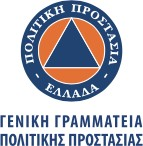 ΠΟΛΙΤΙΚΗ ΠΡΟΣΤΑΣΙΑ
ΕΛΛΑΔΑ
ΓΕΝΙΚΗ ΓΡΑΜΜΑΤΕΙΑ
ΠΟΛΙΤΙΚΗΣ ΠΡΟΣΤΑΣΙΑΣ